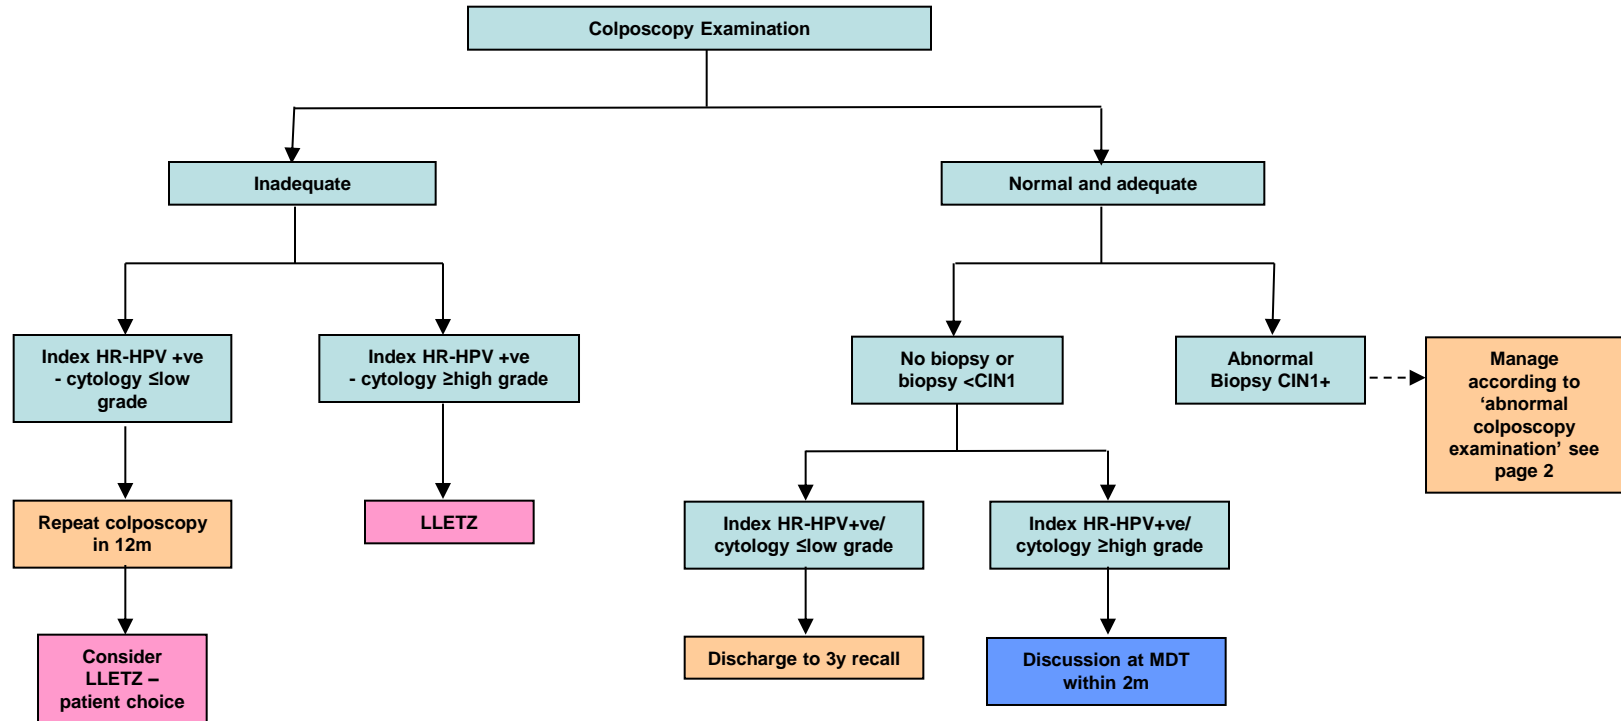 Colposcopy Examination
Inadequate
Normal and adequate
Index HR-HPV +ve
- cytology ≤low
grade
Index HR-HPV +ve
- cytology ≥high grade
No biopsy or
biopsy <CIN1
Abnormal
Biopsy CIN1+
Manage
according to
‘abnormal
colposcopy
examination’ see
page 2
Repeat colposcopy
in 12m
LLETZ
Index HR-HPV+ve/
cytology ≤low grade
Index HR-HPV+ve/
cytology ≥high grade
Consider
LLETZ –
patient choice
Discharge to 3y recall
Discussion at MDT
within 2m